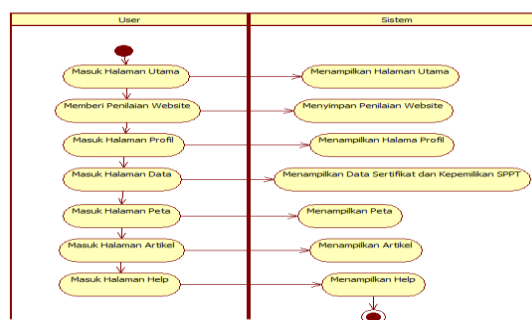 User
Sistem
Masuk Halaman Utama
Menampilkan Halaman Utama
Memberi Penilaian Website
Menyimpan Penilaian Website
Masuk Halaman Profil
Menampilkan Halama Profil
Masuk Halaman Data
Menampilkan Data Sertifikat dan Kepemilikan SPPT
Masuk Halaman Peta
Menampilkan Peta
Masuk Halaman Artikel
Menampilkan Artikel
Masuk Halaman Help
Menampilkan Help